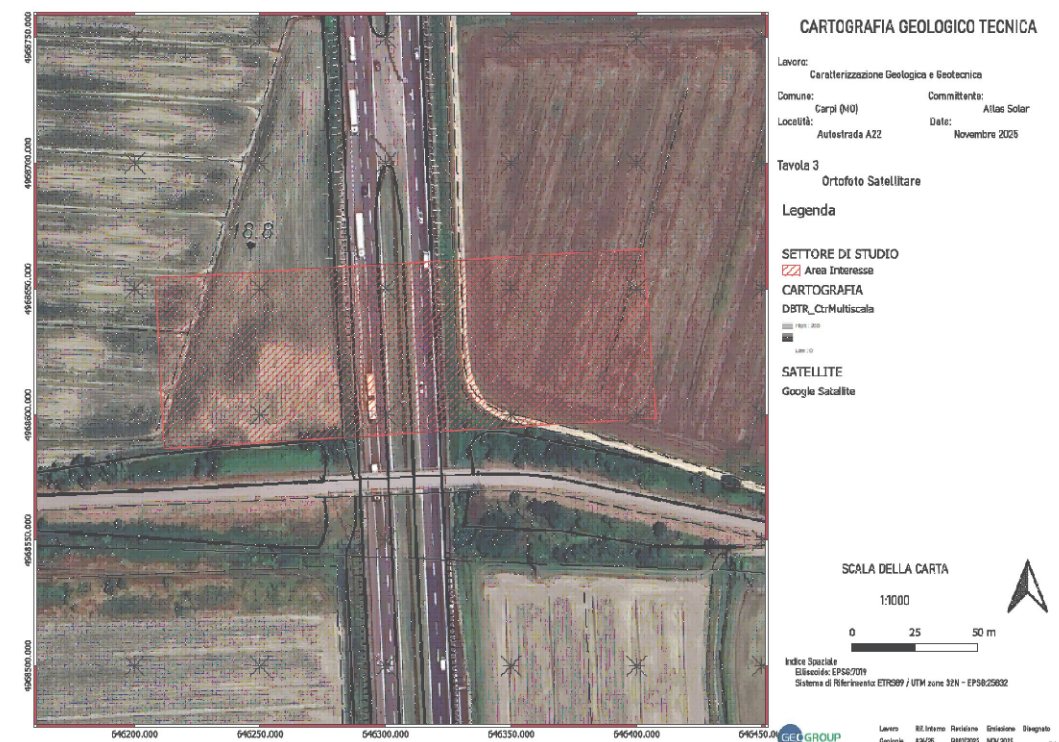 CARTOGRAFIA GEOLOGICO TECNICA
Lavoro:
Caratterizzazione Geologica e Geotecnica
Comune:
Carpi (MO)
Committente:
Atlas Solar
Località:
Autostrada A22
Data:
Novembre 2025
Tavola 3
Ortofoto Satellitare
Legenda
SETTORE DI STUDIO
Area Interesse
CARTOGRAFIA
DBTR_CtrMultiscala
SATELLITE
Google Satellite
SCALA DELLA CARTA
1:1000
0 25 50 m
Indice Spaziale
Ellissoide: EPSG:7019
Sistema di Riferimento: ETRS89 / UTM zone 32N - EPSG:25832
GEO GROUP
Lavoro Rif. Interno Revisione Emissione Disegnato
18.8
4968750.000
4968700.000
4968650.000
4968600.000
4968550.000
4968500.000
646200.000 646250.000 646300.000 646350.000 646400.000 646450.0